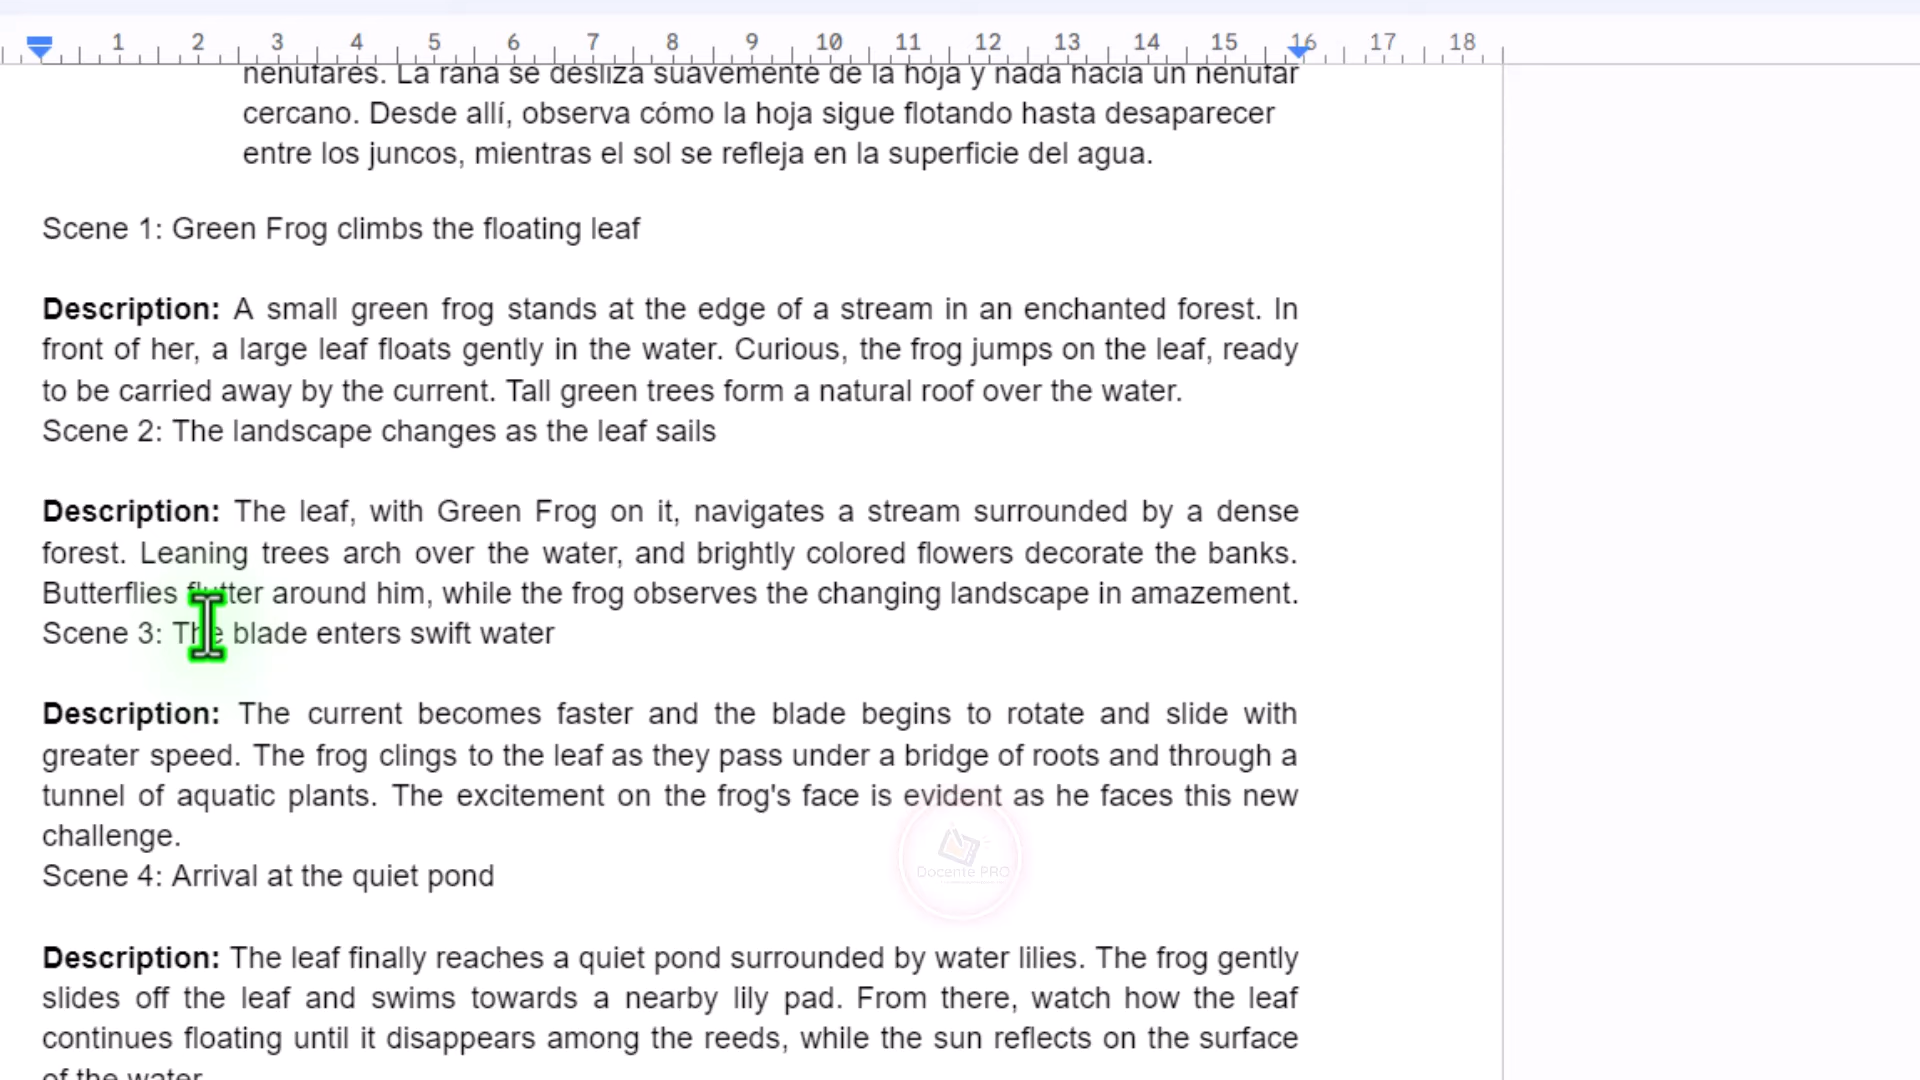 1 2 3 4 5 6 7 8 9 10 11 12 13 14 15 16 17 18
nenúfares. La rana se desliza suavemente de la hoja y nada hacia un nenúfar
cercano. Desde allí, observa cómo la hoja sigue flotando hasta desaparecer
entre los juncos, mientras el sol se refleja en la superficie del agua.
Scene 1: Green Frog climbs the floating leaf
Description: A small green frog stands at the edge of a stream in an enchanted forest. In
front of her, a large leaf floats gently in the water. Curious, the frog jumps on the leaf, ready
to be carried away by the current. Tall green trees form a natural roof over the water.
Scene 2: The landscape changes as the leaf sails
Description: The leaf, with Green Frog on it, navigates a stream surrounded by a dense
forest. Leaning trees arch over the water, and brightly colored flowers decorate the banks.
Butterflies flutter around him, while the frog observes the changing landscape in amazement.
Scene 3: The blade enters swift water
Description: The current becomes faster and the blade begins to rotate and slide with
greater speed. The frog clings to the leaf as they pass under a bridge of roots and through a
tunnel of aquatic plants. The excitement on the frog's face is evident as he faces this new
challenge.
Docente PRO
Scene 4: Arrival at the quiet pond
Description: The leaf finally reaches a quiet pond surrounded by water lilies. The frog gently
slides off the leaf and swims towards a nearby lily pad. From there, watch how the leaf
continues floating until it disappears among the reeds, while the sun reflects on the surface
of the water.